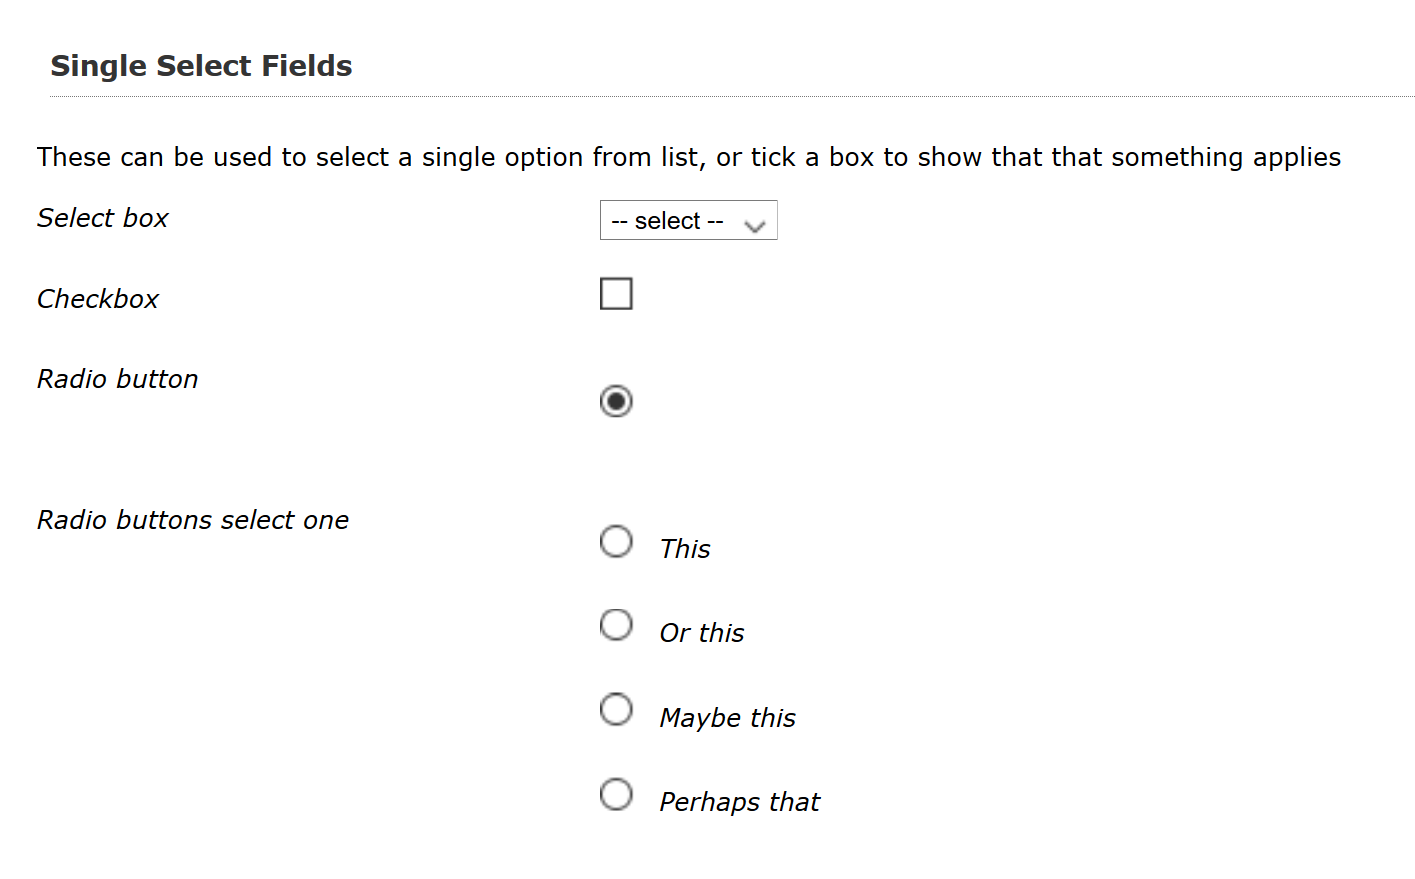 Single Select Fields
These can be used to select a single option from list, or tick a box to show that that something applies
Select box
-- select --
Checkbox
Radio button
Radio buttons select one
This
Or this
Maybe this
Perhaps that